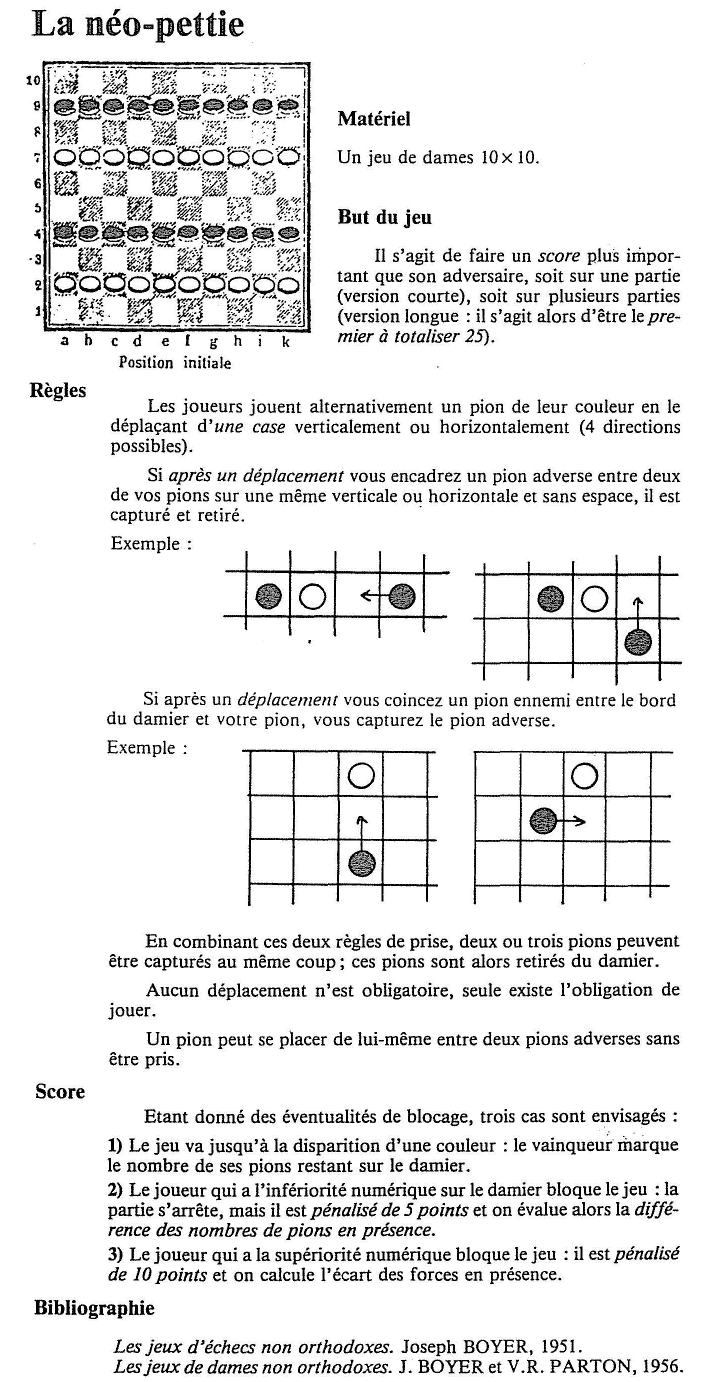 La néo-pettie
10
9
8
7
6
5
4
3
2
1
a b c d e f g h i k
Position initiale
Matériel
Un jeu de dames 10×10.
But du jeu
Il s'agit de faire un score plus impor-
tant que son adversaire, soit sur une partie
(version courte), soit sur plusieurs parties
(version longue : il s'agit alors d'être le pre-
mier à totaliser 25).
Règles
Les joueurs jouent alternativement un pion de leur couleur en le
déplaçant d'une case verticalement ou horizontalement (4 directions
possibles).
Si après un déplacement vous encadrez un pion adverse entre deux
de vos pions sur une même verticale ou horizontale et sans espace, il est
capturé et retiré.
Exemple :
Si après un déplacement vous coincez un pion ennemi entre le bord
du damier et votre pion, vous capturez le pion adverse.
Exemple :
En combinant ces deux règles de prise, deux ou trois pions peuvent
être capturés au même coup ; ces pions sont alors retirés du damier.
Aucun déplacement n'est obligatoire, seule existe l'obligation de
jouer.
Un pion peut se placer de lui-même entre deux pions adverses sans
être pris.
Score
Etant donné des éventualités de blocage, trois cas sont envisagés :
1) Le jeu va jusqu'à la disparition d'une couleur : le vainqueur marque
le nombre de ses pions restant sur le damier.
2) Le joueur qui a l'infériorité numérique sur le damier bloque le jeu : la
partie s'arrête, mais il est pénalisé de 5 points et on évalue alors la diffé-
rence des nombres de pions en présence.
3) Le joueur qui a la supériorité numérique bloque le jeu : il est pénalisé
de 10 points et on calcule l'écart des forces en présence.
Bibliographie
Les jeux d'échecs non orthodoxes. Joseph BOYER, 1951.
Les jeux de dames non orthodoxes. J. BOYER et V.R. PARTON, 1956.